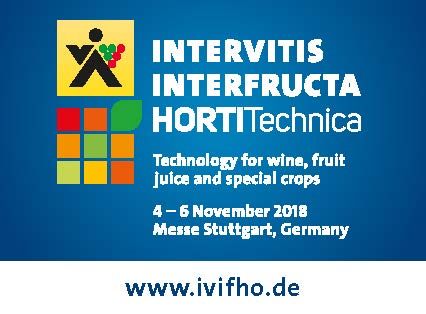 INTERVITIS
INTERFRUCTA
HORTITechnica
Technology for wine, fruit
juice and special crops
4 – 6 November 2018
Messe Stuttgart, Germany
www.ivifho.de